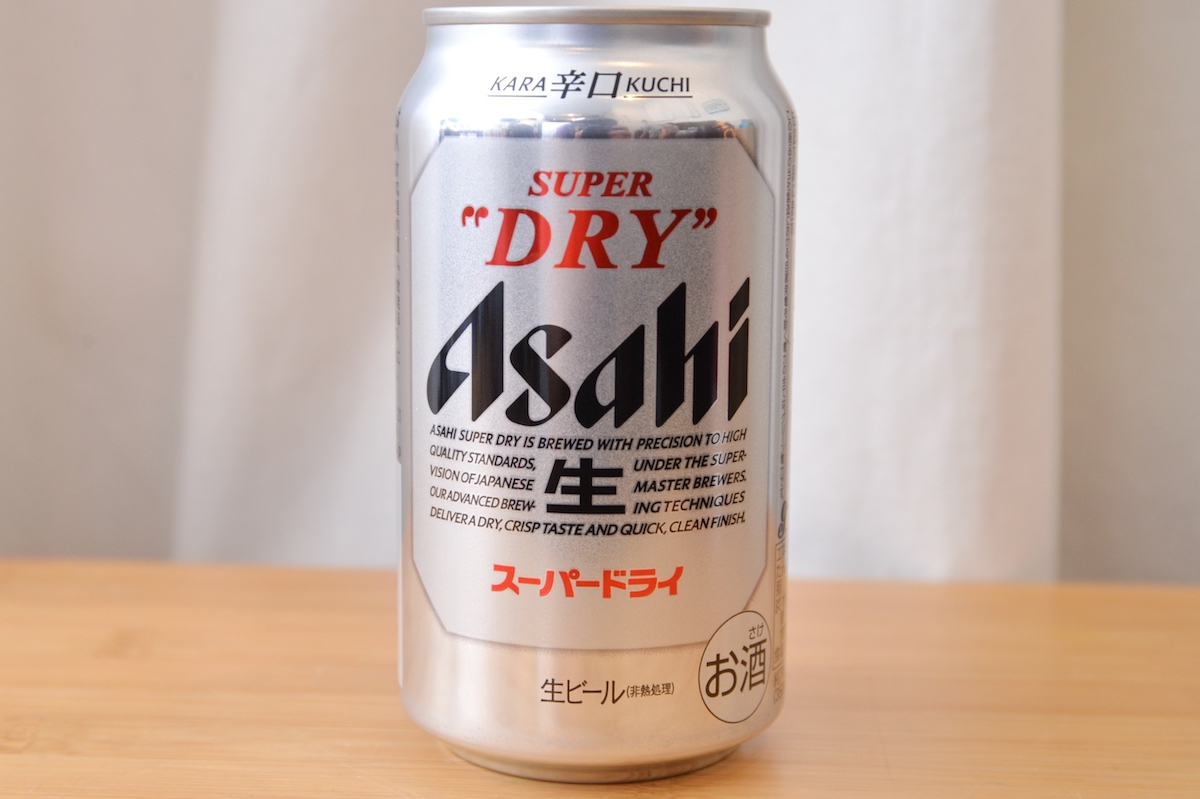 KARA 辛口 KUCHI
SUPER
"DRY"
Asahi
ASAHI SUPER DRY IS BREWED WITH PRECISION TO HIGH
QUALITY STANDARDS, UNDER THE SUPER-
VISION OF JAPANESE MASTER BREWERS.
生
OUR ADVANCED BREW- ING TECHNIQUES
DELIVER A DRY, CRISP TASTE AND QUICK, CLEAN FINISH.
スーパードライ
さけ
お酒
生ビール(非熱処理)